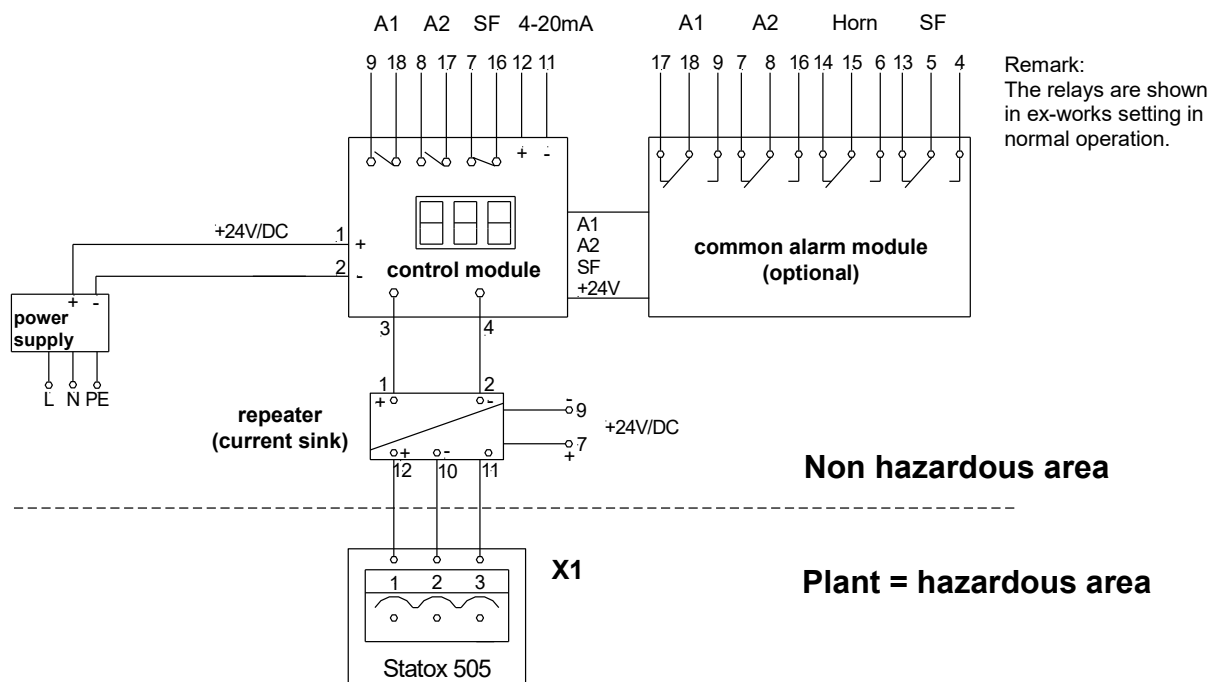 A1 A2 SF 4-20mA
A1 A2 Horn SF
9 18 8 17 7 16 12 11
17 18 9 7 8 16 14 15 6 13 5 4
Remark:
The relays are shown
in ex-works setting in
normal operation.
+ -
+24V/DC
1 +
2 -
control module
A1
A2
SF
+24V
common alarm module
(optional)
+ -
power
supply
L N PE
3 4
1 2
+ -
repeater
(current sink)
- 9
7
+
+24V/DC
+ -
12 10 11
Non hazardous area
X1
1 2 3
Plant = hazardous area
Statox 505